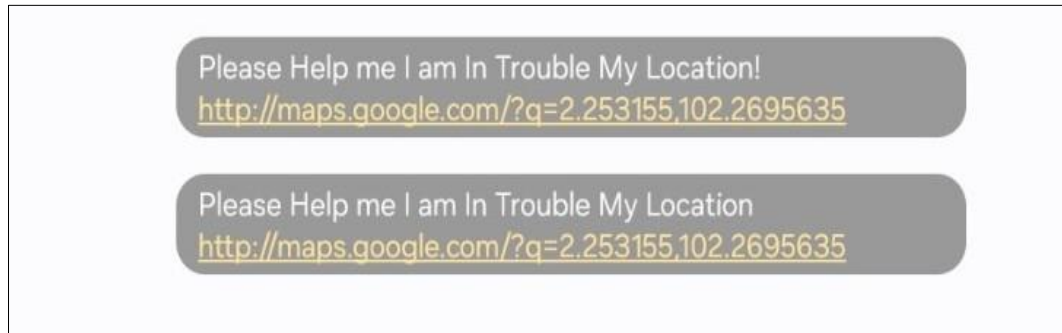 Please Help me I am In Trouble My Location!
http://maps.google.com/?q=2.253155,102.2695635
Please Help me I am In Trouble My Location
http://maps.google.com/?q=2.253155,102.2695635